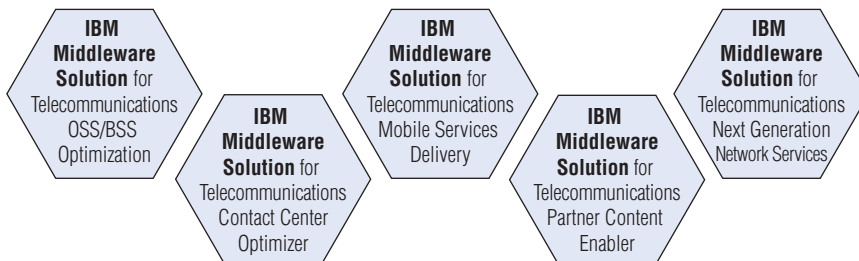 IBM
Middleware
Solution for
Telecommunications
OSS/BSS
Optimization
IBM
Middleware
Solution for
Telecommunications
Contact Center
Optimizer
IBM
Middleware
Solution for
Telecommunications
Mobile Services
Delivery
IBM
Middleware
Solution for
Telecommunications
Partner Content
Enabler
IBM
Middleware
Solution for
Telecommunications
Next Generation
Network Services